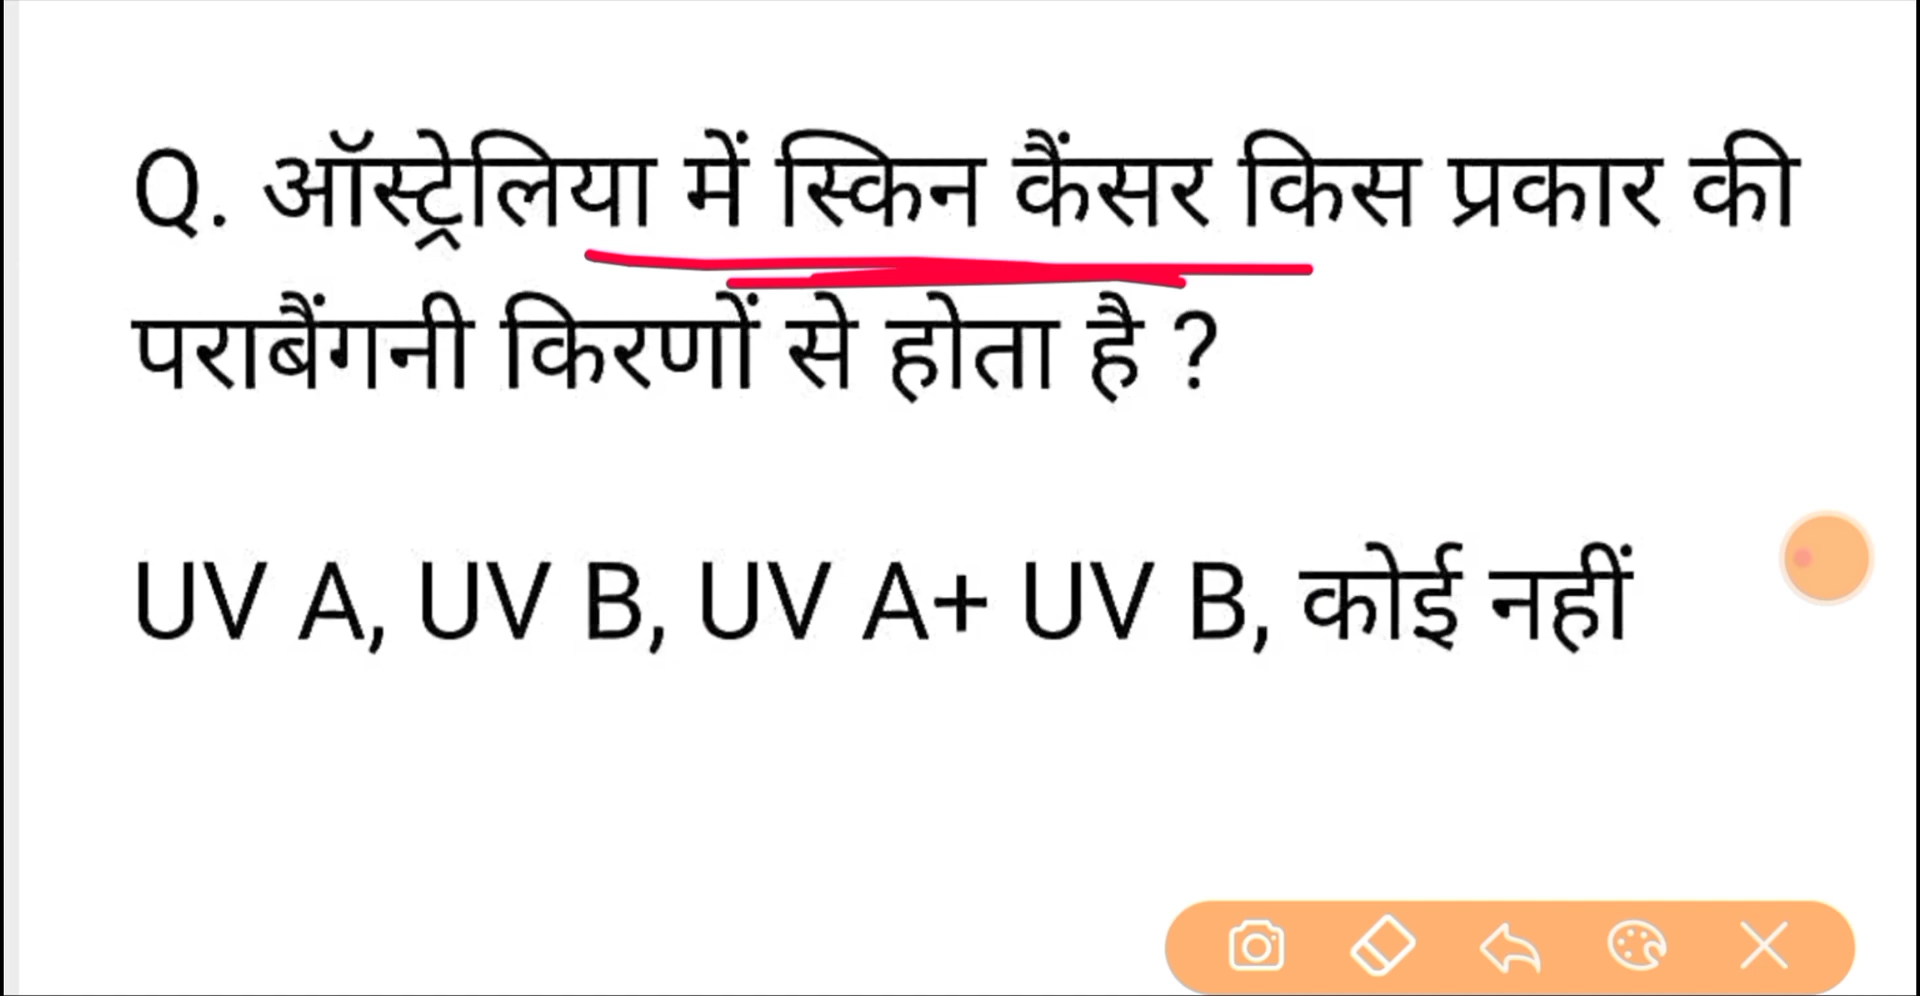 Q. ऑस्ट्रेलिया में स्किन कैंसर किस प्रकार की
पराबैंगनी किरणों से होता है ?
UV A, UV B, UV A+ UV B, कोई नहीं